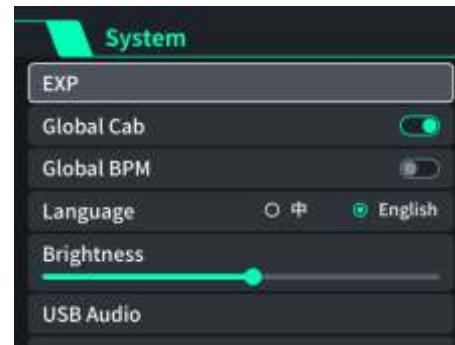 System
EXP
Global Cab
Global BPM
Language 中 English
Brightness
USB Audio